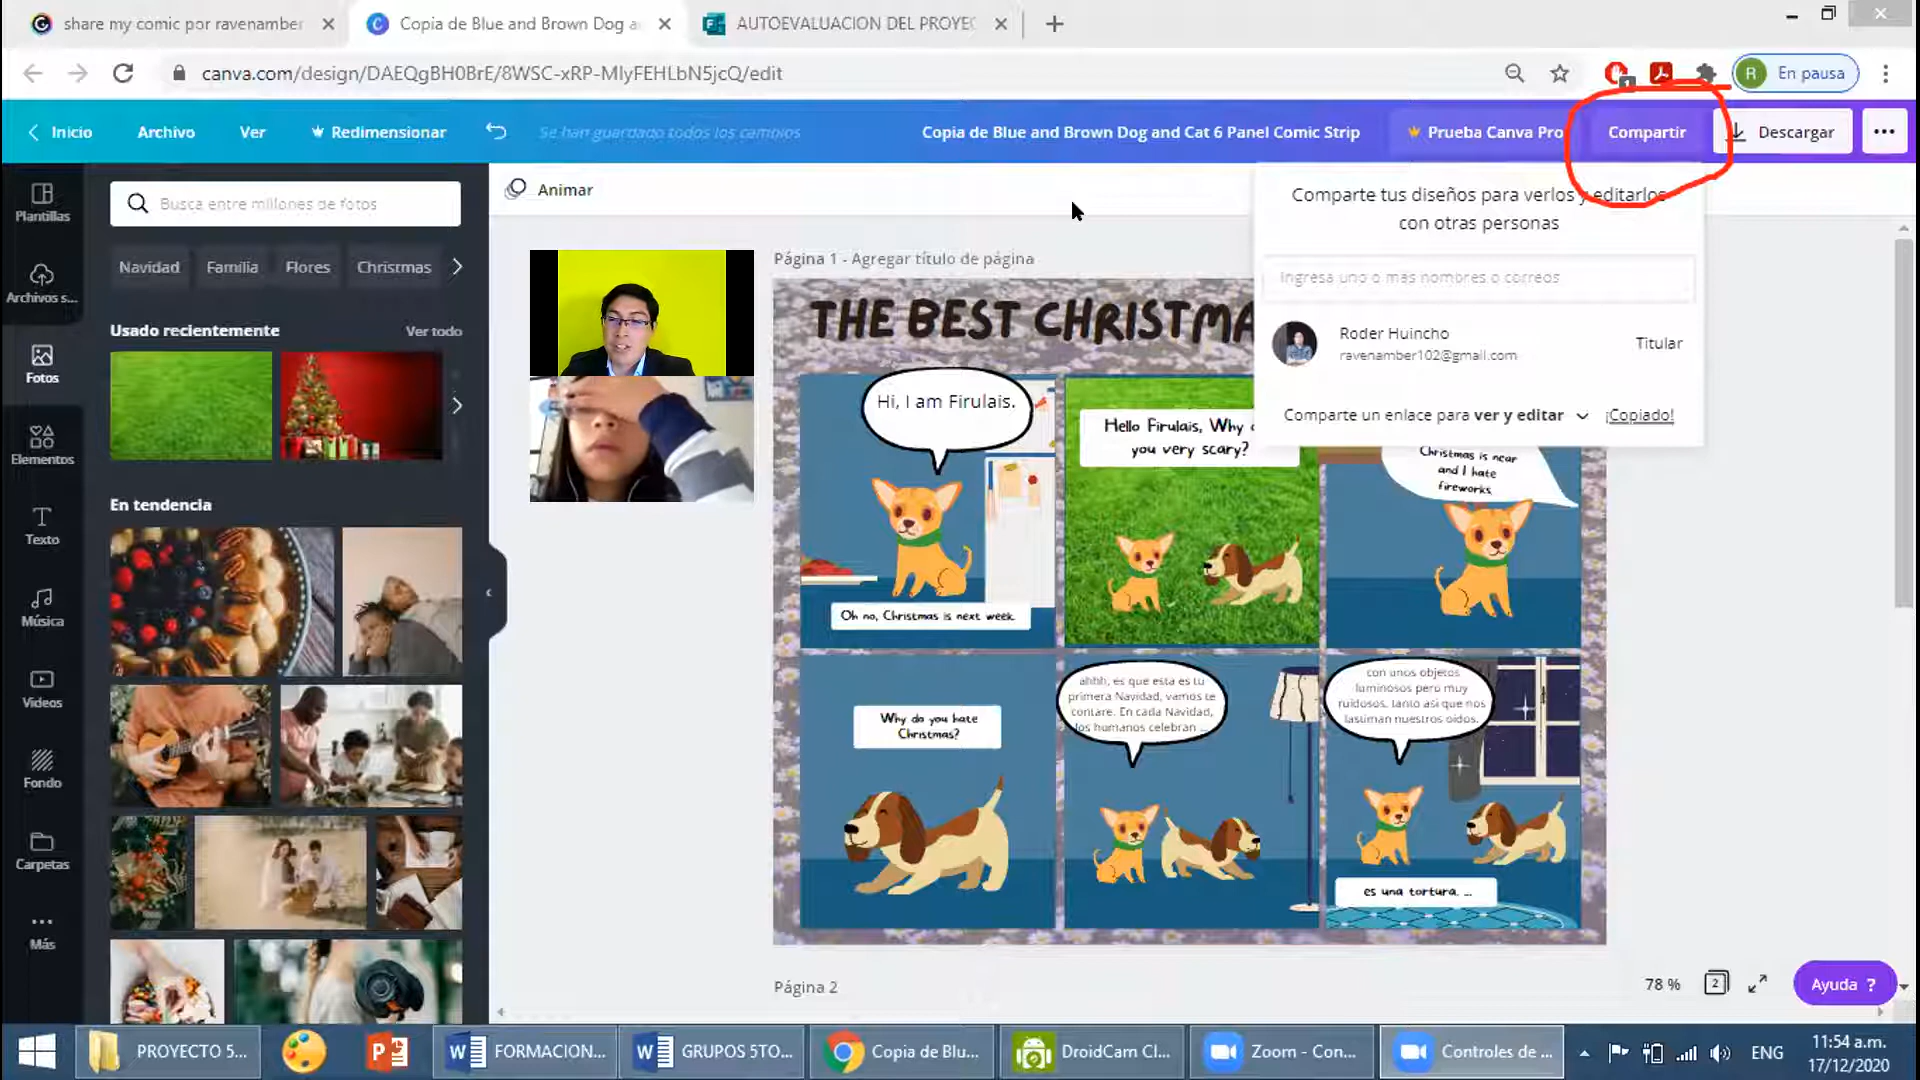 share my comic por ravenamber
Copia de Blue and Brown Dog a
AUTOEVALUACION DEL PROYEC
canva.com/design/DAEQgBH0BrE/8WSC-xRP-MlyFEHLbN5jcQ/edit
1
R
En pausa
Inicio
Archivo
Ver
Redimensionar
Se han guardado todos los cambios
Copia de Blue and Brown Dog and Cat 6 Panel Comic Strip
Prueba Canva Pro
Compartir
Descargar
Animar
Plantillas
Archivos s...
Fotos
Elementos
Texto
Música
Videos
Fondo
Carpetas
Más
Busca entre millones de fotos
Navidad
Familia
Flores
Christmas
Usado recientemente
Ver todo
En tendencia
Comparte tus diseños para verlos y editarlos
con otras personas
Ingresa uno o más nombres o correos
Roder Huincho
ravenamber102@gmail.com
Titular
Comparte un enlace para ver y editar
¡Copiado!
Página 1 - Agregar título de página
THE BEST CHRISTMA
Hi, I am Firulais.
Oh no, Christmas is next week.
Hello Firulais, Why
you very scary?
Christmas is near
and I hate
fireworks.
Why do you hate
Christmas?
ahhh, es que esta es tu
primera Navidad, vamos te
contare. En cada Navidad,
los humanos celebran ...
con unos objetos
luminosos pero muy
ruidosos, tanto asi que nos
lastiman nuestros oidos.
es una tortura. ...
Página 2
78 %
2
Ayuda ?
PROYECTO 5...
FORMACION...
GRUPOS 5TO...
Copia de Blu...
DroidCam Cl...
Zoom - Con...
Controles de ...
ENG
11:54 a.m.
17/12/2020